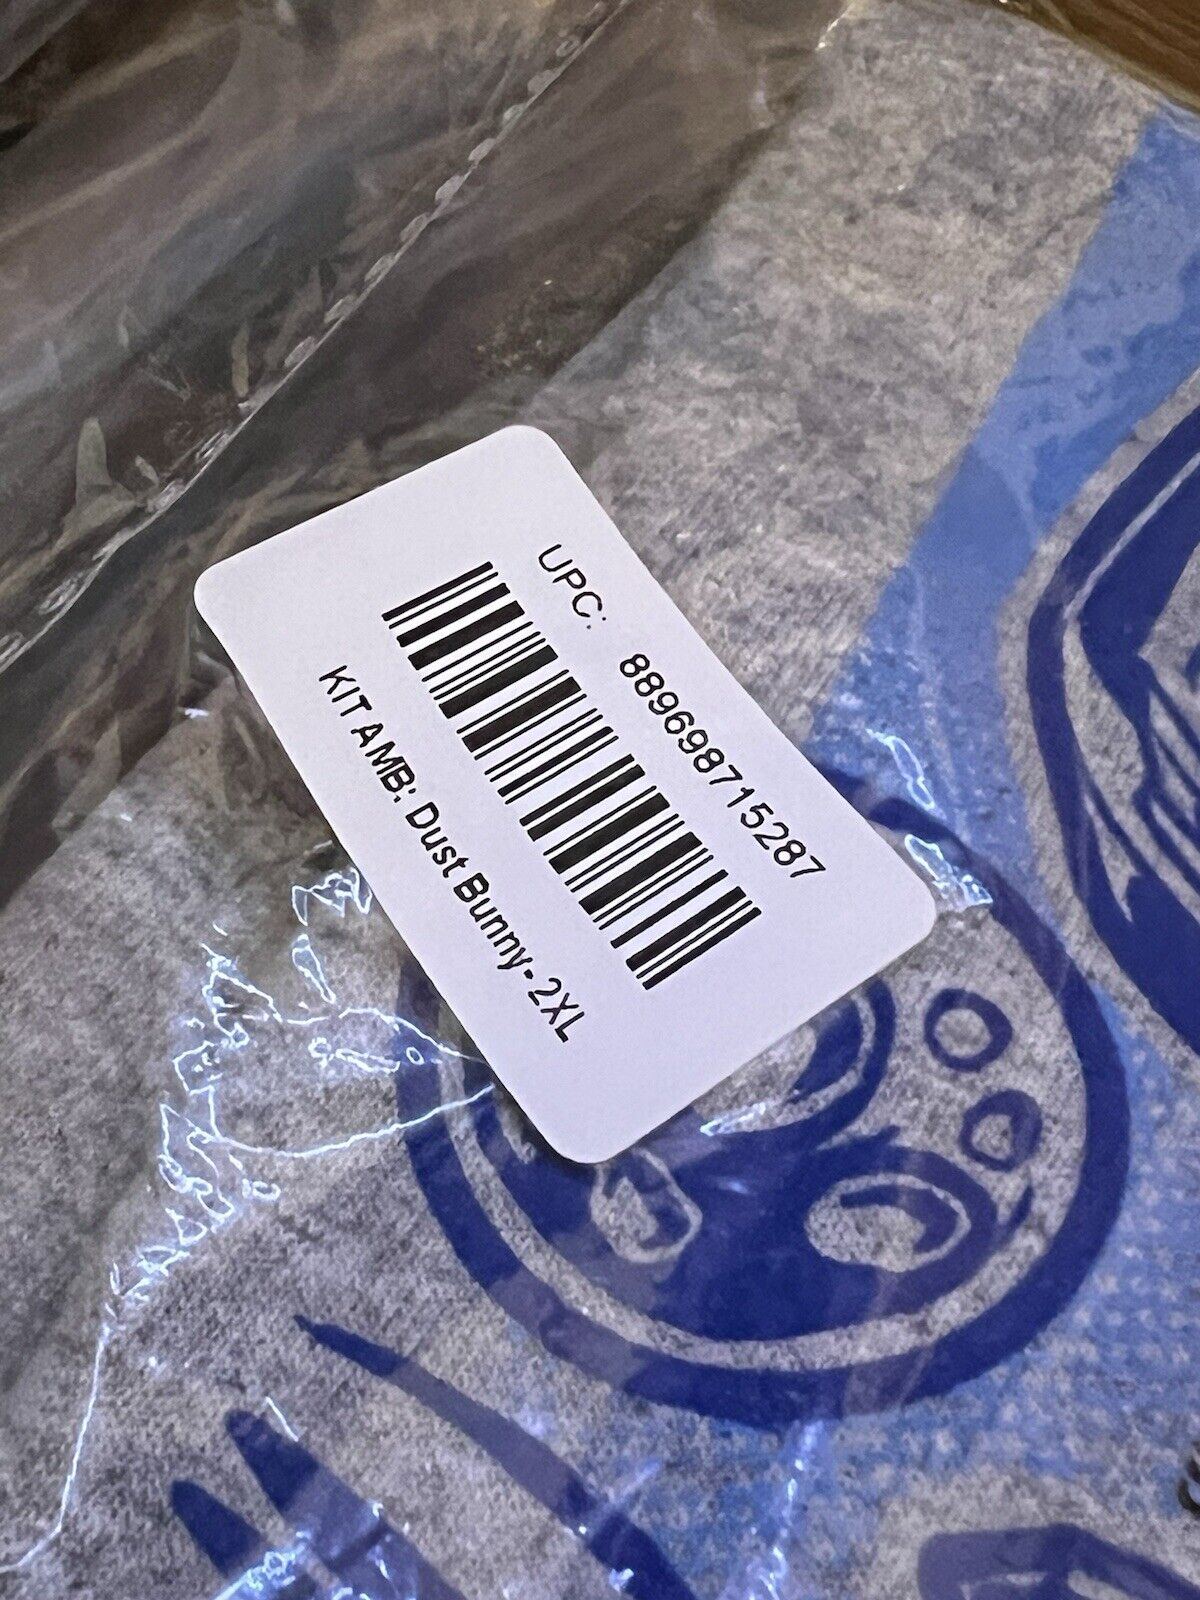 UPC: 889698715287
KIT AMB: Dust Bunny- 2XL